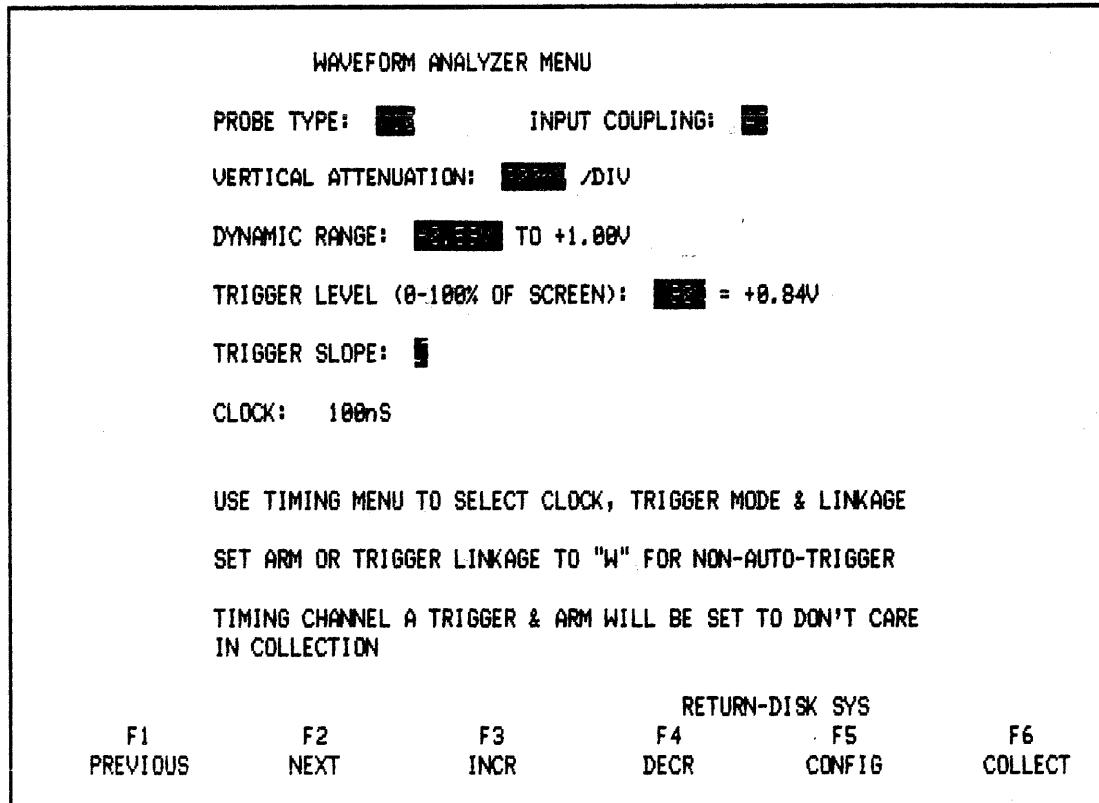 WAVEFORM ANALYZER MENU
PROBE TYPE: INPUT COUPLING:
VERTICAL ATTENUATION: /DIV
DYNAMIC RANGE: TO +1.00V
TRIGGER LEVEL (0-100% OF SCREEN): = +0.84V
TRIGGER SLOPE:
CLOCK: 100nS
USE TIMING MENU TO SELECT CLOCK, TRIGGER MODE & LINKAGE
SET ARM OR TRIGGER LINKAGE TO "W" FOR NON-AUTO-TRIGGER
TIMING CHANNEL A TRIGGER & ARM WILL BE SET TO DON'T CARE
IN COLLECTION
RETURN-DISK SYS
F1 F2 F3 F4 F5 F6
PREVIOUS NEXT INCR DECR CONFIG COLLECT